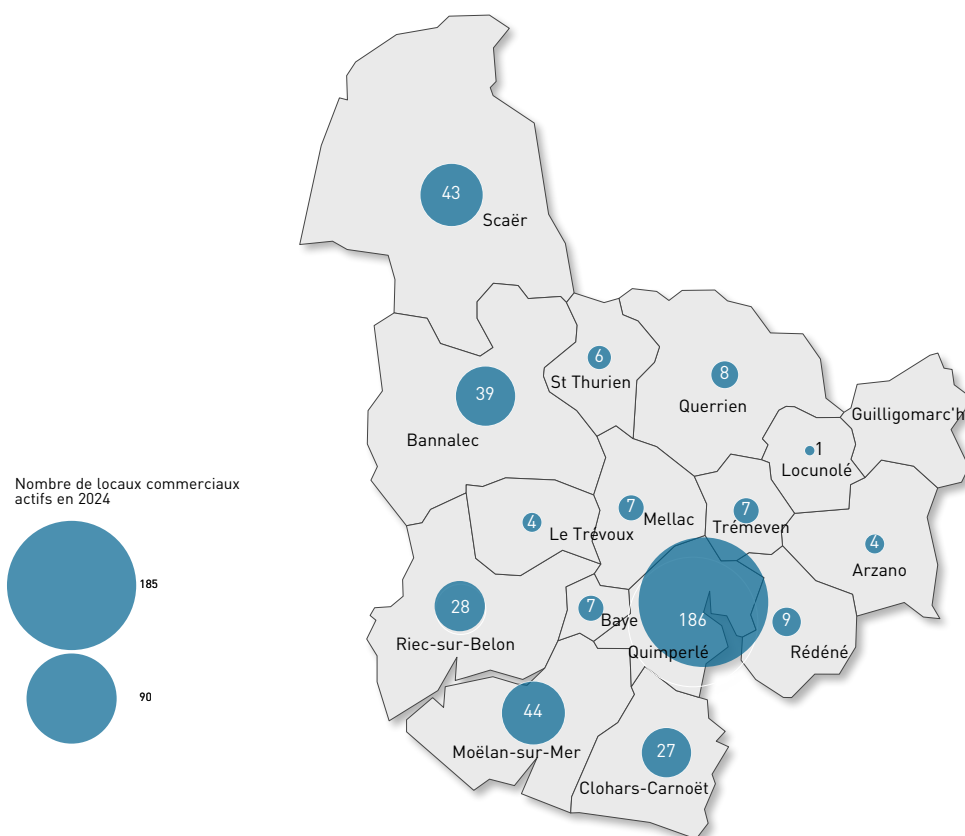 43
Scaër
6
St Thurien
8
Querrien
39
Bannalec
Guilligomarc'h
1
Locunolé
Nombre de locaux commerciaux
actifs en 2024
185
90
4
Le Trévoux
7
Mellac
7
Trémeven
4
Arzano
28
Riec-sur-Belon
7
Baye
186
Quimperlé
9
Rédéné
44
Moëlan-sur-Mer
27
Clohars-Carnoët